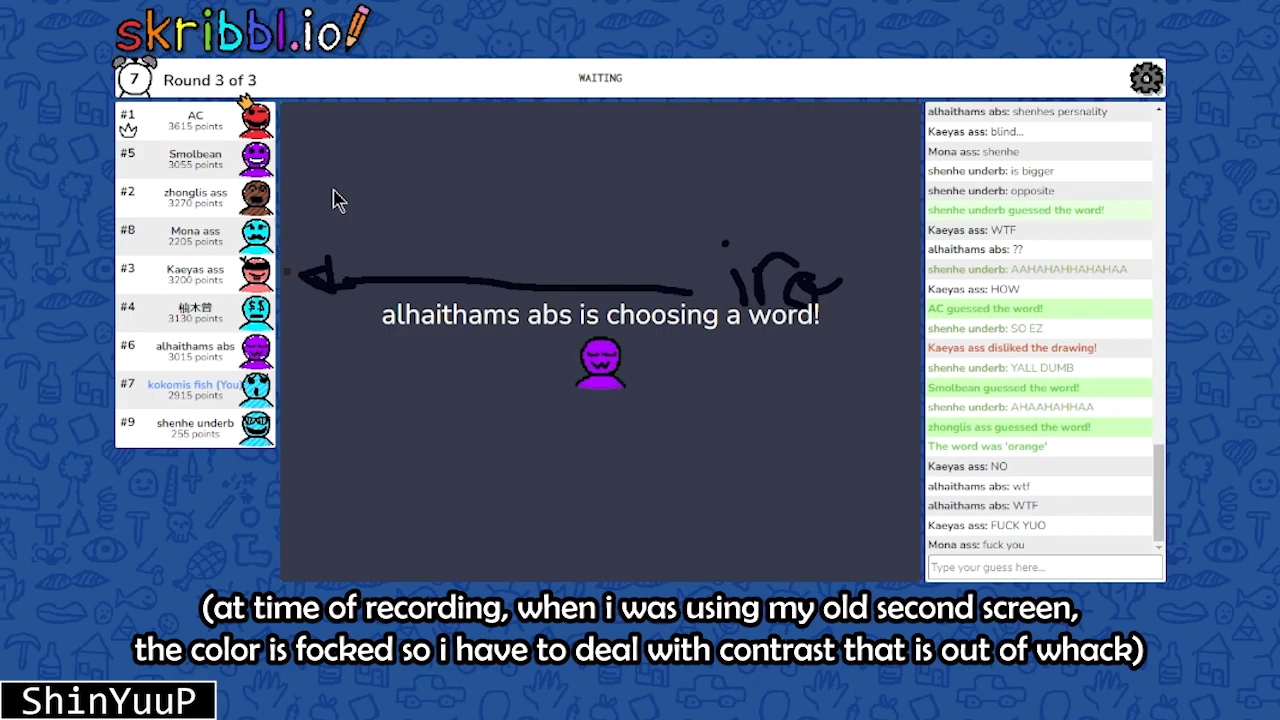 skribbl.io
7
Round 3 of 3
WAITING
#1
AC
3615 points
#5
Smolbean
3055 points
#2
zhonglis ass
3270 points
#8
Mona ass
2205 points
#3
Kaeyas ass
3200 points
#4
柚木普
3130 points
#6
alhaithams abs
3015 points
#7
kokomis fish (You)
2915 points
#9
shenhe underb
255 points
ira
alhaithams abs is choosing a word!
alhaithams abs: shenhes persnality
Kaeyas ass: blind...
Mona ass: shenhe
shenhe underb: is bigger
shenhe underb: opposite
shenhe underb guessed the word!
Kaeyas ass: WTF
alhaithams abs: ??
shenhe underb: AAHAHAHHAHAHAA
Kaeyas ass: HOW
AC guessed the word!
shenhe underb: SO EZ
Kaeyas ass disliked the drawing!
shenhe underb: YALL DUMB
Smolbean guessed the word!
shenhe underb: AHAAHAHHAA
zhonglis ass guessed the word!
The word was 'orange'
Kaeyas ass: NO
alhaithams abs: wtf
alhaithams abs: WTF
Kaeyas ass: FUCK YUO
Mona ass: fuck you
Type your guess here...
(at time of recording, when i was using my old second screen,
the color is focked so i have to deal with contrast that is out of whack)
ShinYuuP